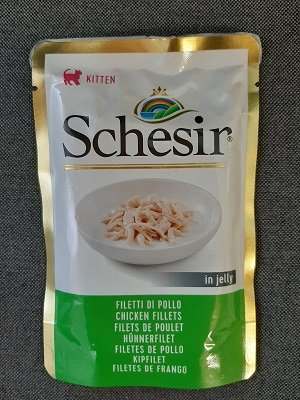 KITTEN
Schesir®
in jelly
FILETTI DI POLLO
CHICKEN FILLETS
FILETS DE POULET
HÜHNERFILET
FILETES DE POLLO
KIPFILET
FILETES DE FRANGO